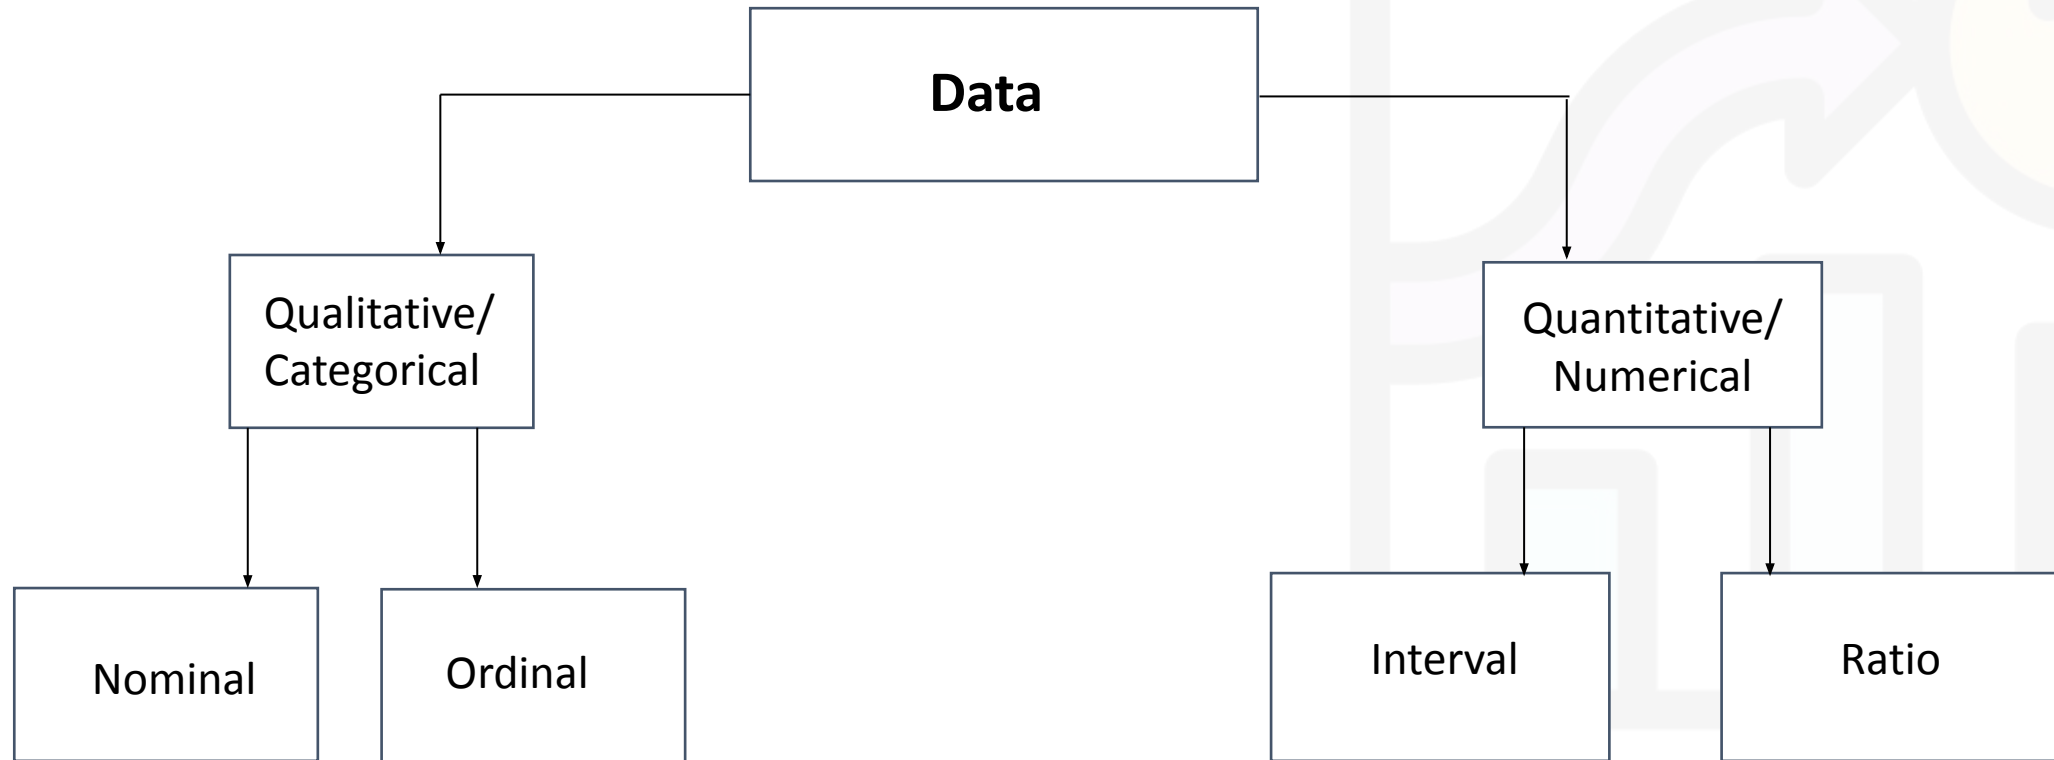 Data
Qualitative/
Categorical
Quantitative/
Numerical
Nominal
Ordinal
Interval
Ratio